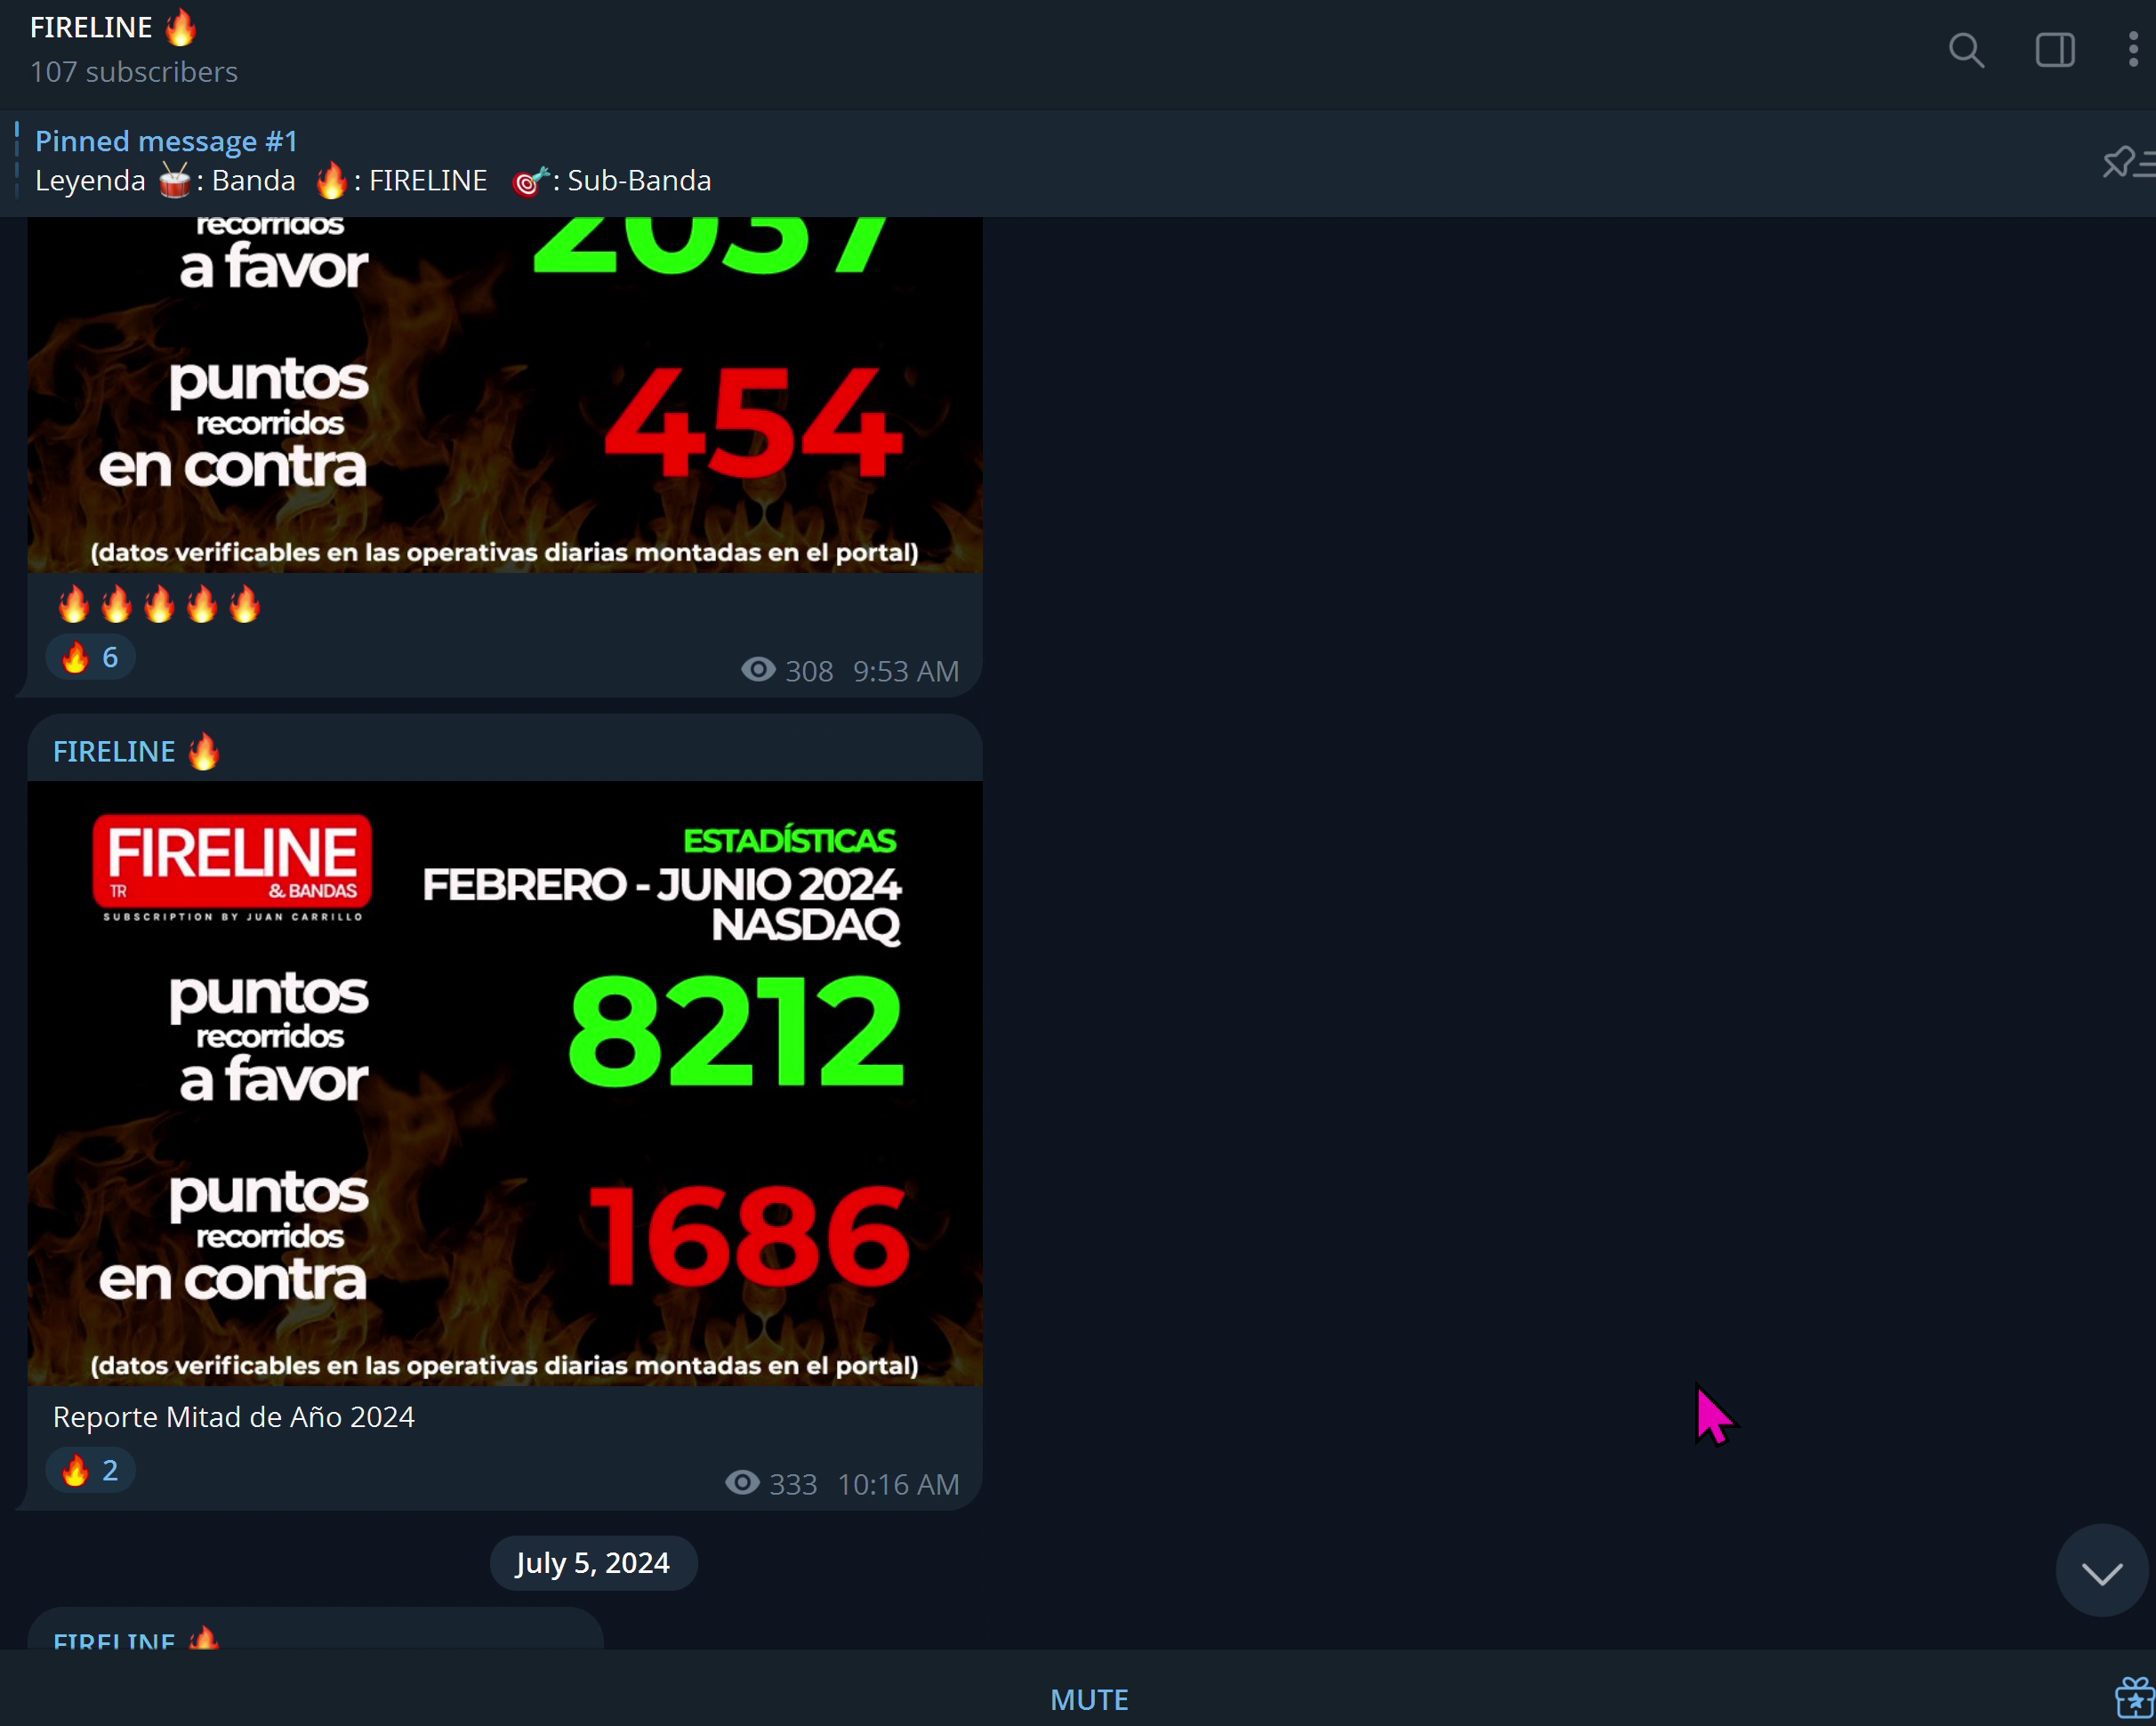 FIRELINE 🔥
107 subscribers
Pinned message #1
Leyenda 🥁: Banda 🔥: FIRELINE 🎯: Sub-Banda
recorridos
a favor
2037
puntos
recorridos
en contra
454
(datos verificables en las operativas diarias montadas en el portal)
🔥🔥🔥🔥🔥
🔥 6
308 9:53 AM
FIRELINE 🔥
FIRELINE
TR & BANDAS
SUBSCRIPTION BY JUAN CARRILLO
ESTADÍSTICAS
FEBRERO - JUNIO 2024
NASDAQ
puntos
recorridos
a favor
8212
puntos
recorridos
en contra
1686
(datos verificables en las operativas diarias montadas en el portal)
Reporte Mitad de Año 2024
🔥 2
333 10:16 AM
July 5, 2024
FIRELINE 🔥
MUTE